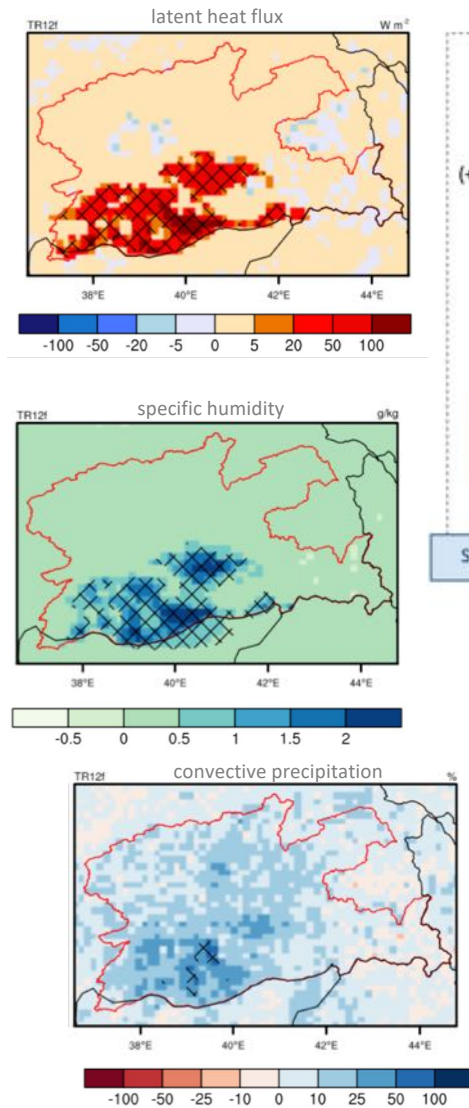 latent heat flux
TR12f W m⁻²
38°E 40°E 42°E 44°E
-100 -50 -20 -5 0 5 20 50 100
(+
specific humidity
TR12f g/kg
38°E 40°E 42°E 44°E
-0.5 0 0.5 1 1.5 2
S
convective precipitation
TR12f %
38°E 40°E 42°E 44°E
-100 -50 -25 -10 0 10 25 50 100